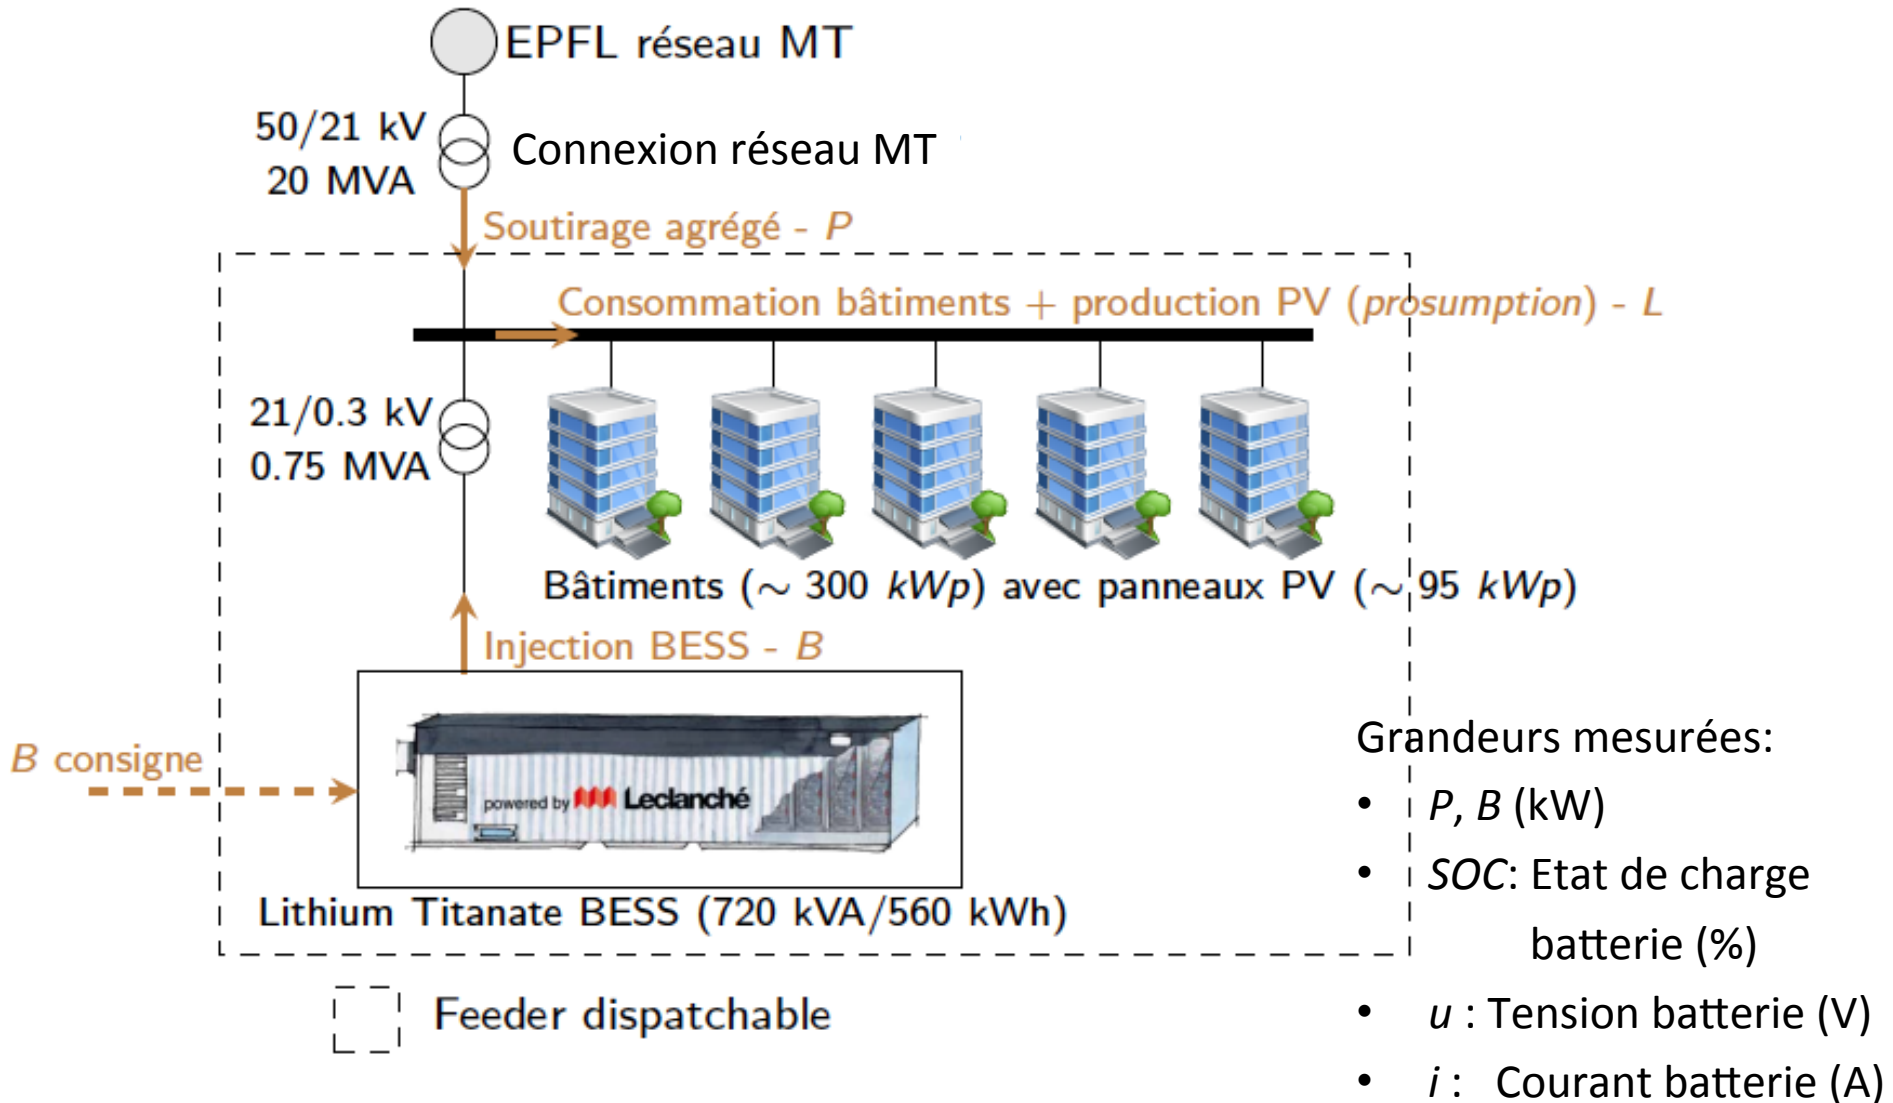 EPFL réseau MT
50/21 kV
20 MVA
Connexion réseau MT
Soutirage agrégé - P
Consommation bâtiments + production PV (prosumption) - L
21/0.3 kV
0.75 MVA
Bâtiments (∼ 300 kWp) avec panneaux PV (∼ 95 kWp)
Injection BESS - B
B consigne
powered by Leclanché
Lithium Titanate BESS (720 kVA/560 kWh)
Feeder dispatchable
Grandeurs mesurées:
• P, B (kW)
• SOC: Etat de charge
batterie (%)
• u : Tension batterie (V)
• i : Courant batterie (A)